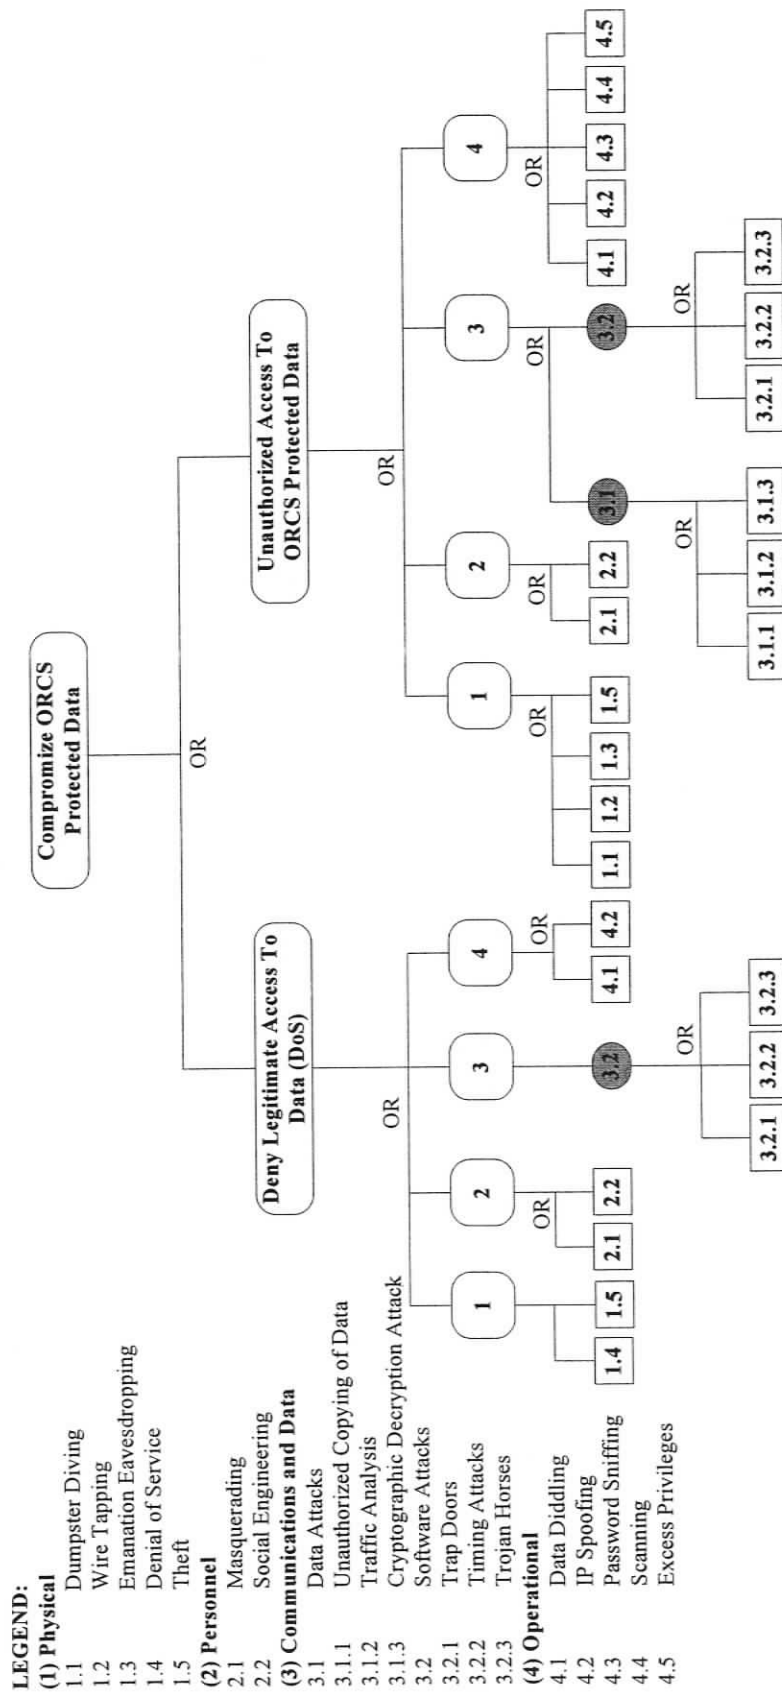 LEGEND:
(1) Physical
1.1 Dumpster Diving
1.2 Wire Tapping
1.3 Emanation Eavesdropping
1.4 Denial of Service
1.5 Theft
(2) Personnel
2.1 Masquerading
2.2 Social Engineering
(3) Communications and Data
3.1 Data Attacks
3.1.1 Unauthorized Copying of Data
3.1.2 Traffic Analysis
3.1.3 Cryptographic Decryption Attack
3.2 Software Attacks
3.2.1 Trap Doors
3.2.2 Timing Attacks
3.2.3 Trojan Horses
(4) Operational
4.1 Data Diddling
4.2 IP Spoofing
4.3 Password Sniffing
4.4 Scanning
4.5 Excess Privileges
Compromize ORCS
Protected Data
OR
Deny Legitimate Access To
Data (DoS)
Unauthorized Access To
ORCS Protected Data
OR
OR
1 2 3 4
1 2 3 4
OR OR
OR OR OR OR
1.4 1.5 2.1 2.2 3.2 4.1 4.2
1.1 1.2 1.3 1.5 2.1 2.2 3.1 3.2 4.1 4.2 4.3 4.4 4.5
OR OR OR
3.2.1 3.2.2 3.2.3
3.1.1 3.1.2 3.1.3
3.2.1 3.2.2 3.2.3